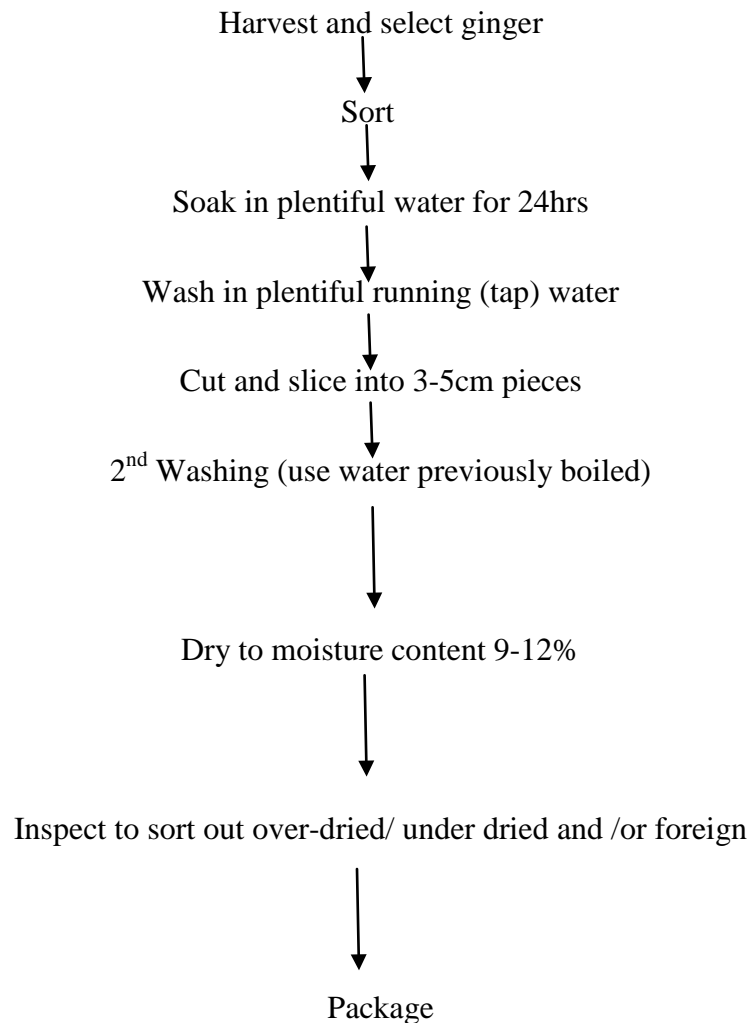 Harvest and select ginger
Sort
Soak in plentiful water for 24hrs
Wash in plentiful running (tap) water
Cut and slice into 3-5cm pieces
2nd Washing (use water previously boiled)
Dry to moisture content 9-12%
Inspect to sort out over-dried/ under dried and /or foreign
Package